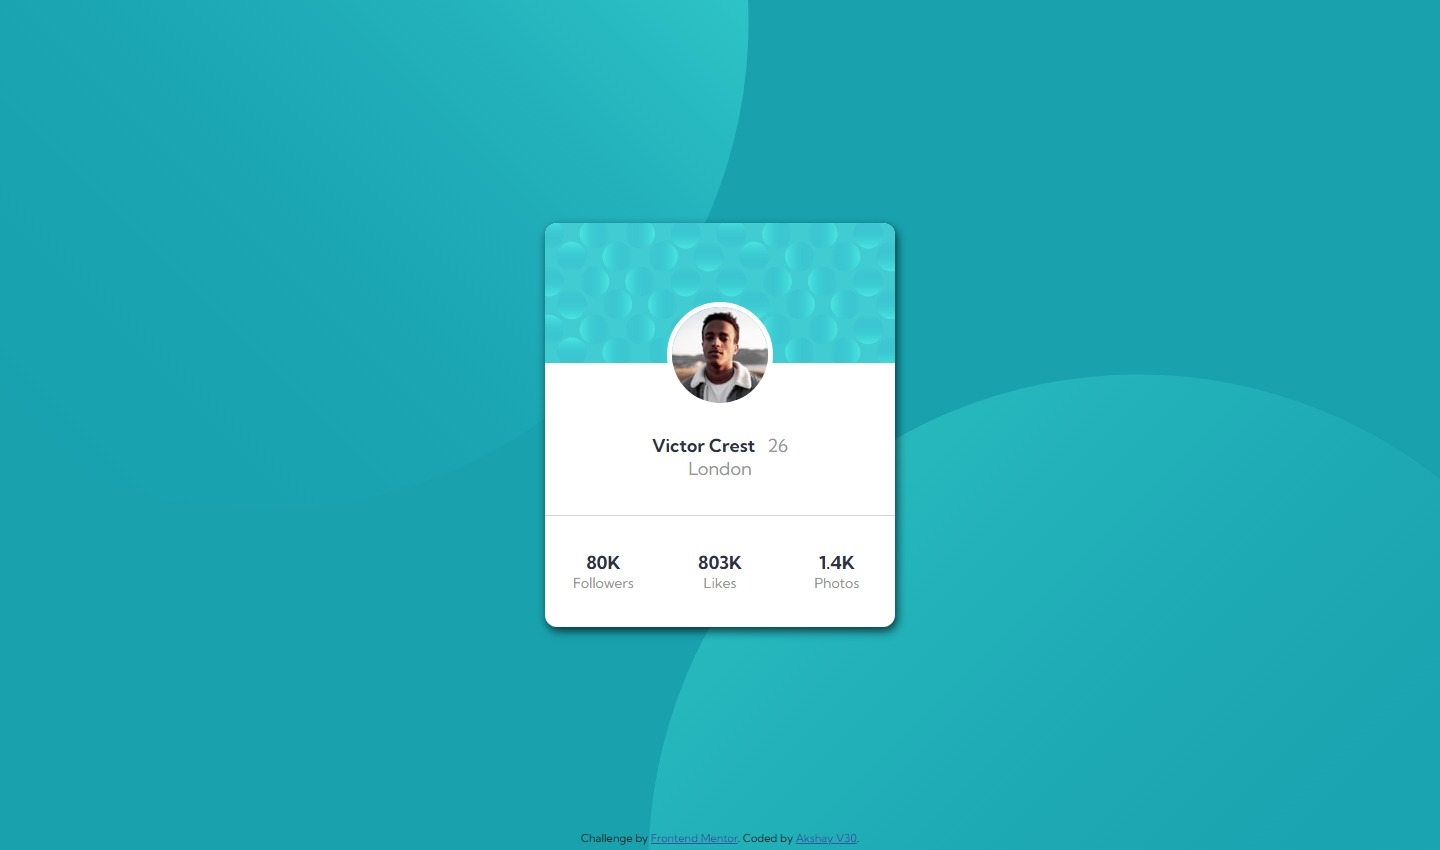 Victor Crest 26
London
80K 803K 1.4K
Followers Likes Photos
Challenge by Frontend Mentor. Coded by Akshay V30.